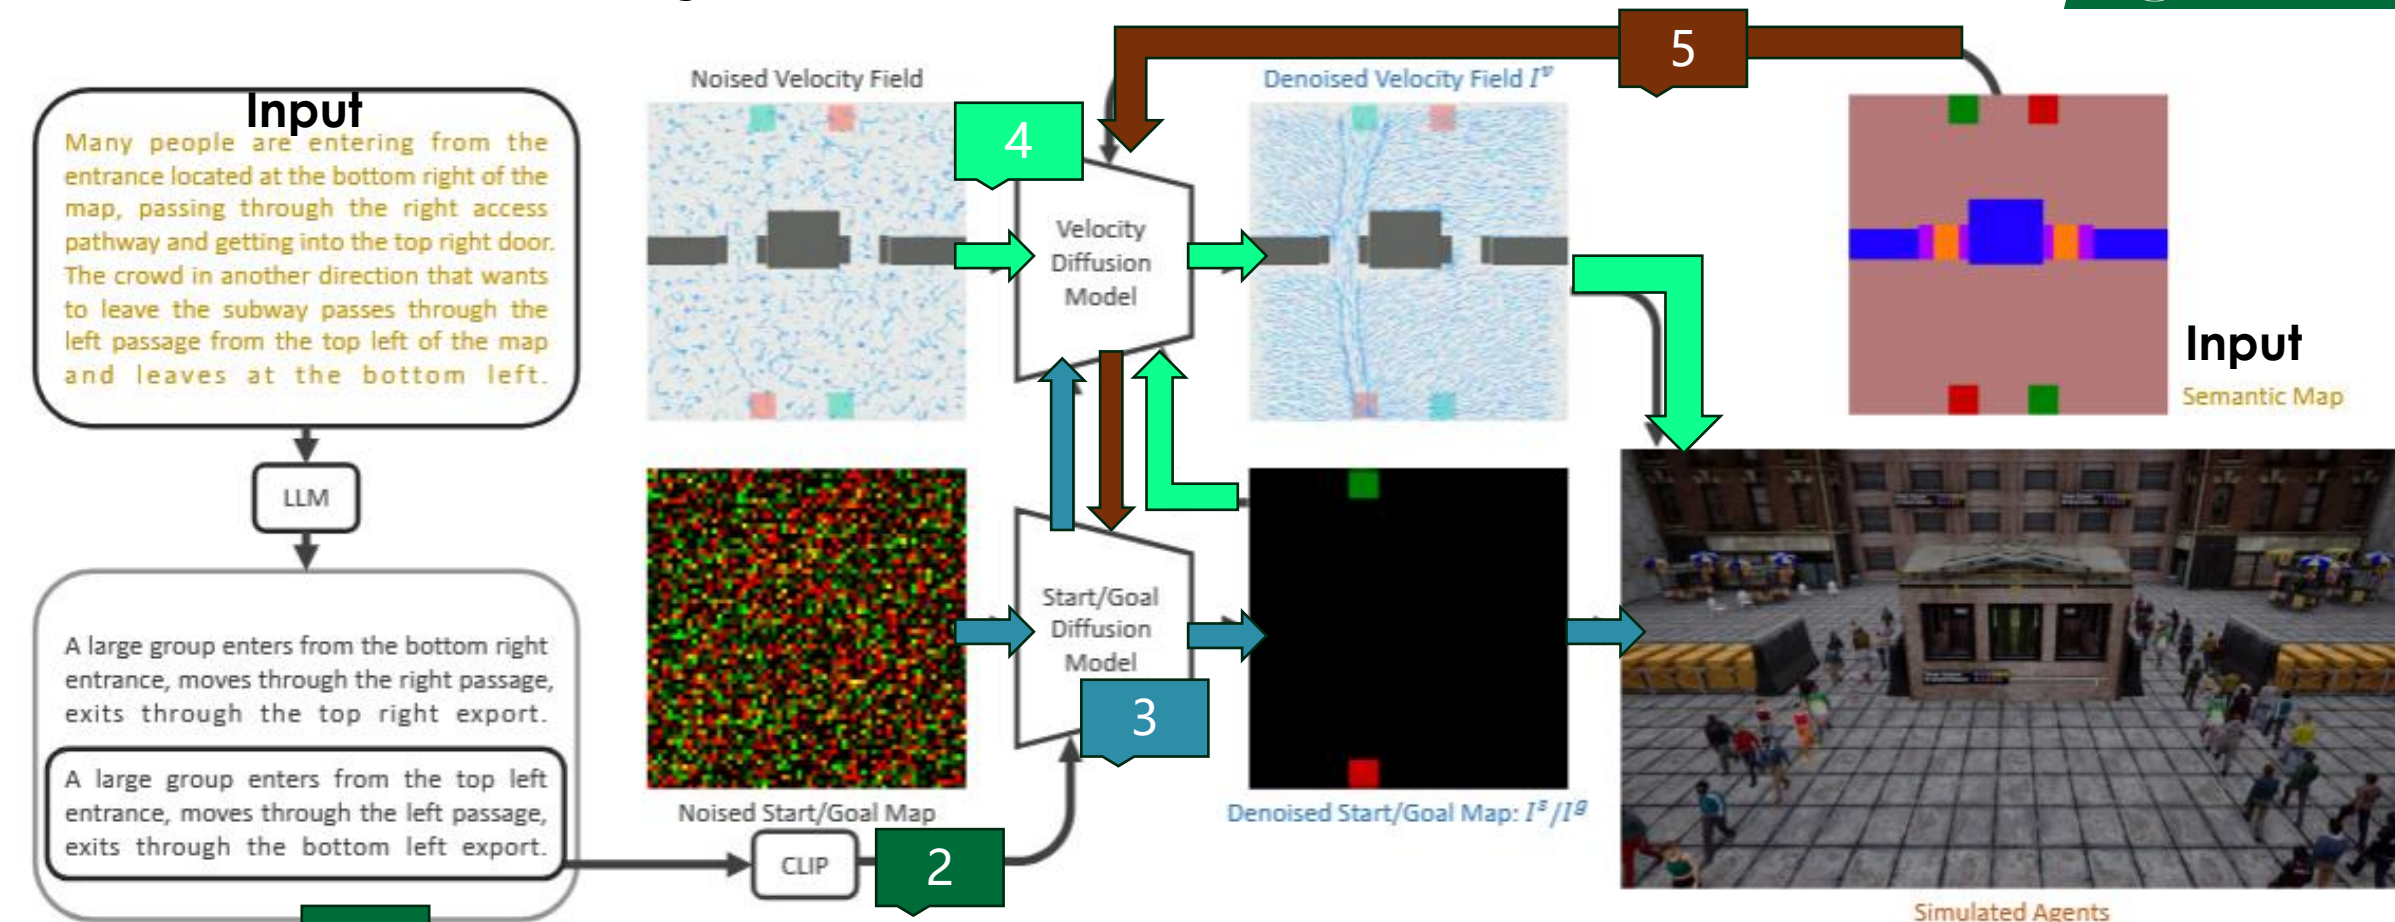 Input
Many people are entering from the
entrance located at the bottom right of the
map, passing through the right access
pathway and getting into the top right door.
The crowd in another direction that wants
to leave the subway passes through the
left passage from the top left of the map
and leaves at the bottom left.
LLM
A large group enters from the bottom right
entrance, moves through the right passage,
exits through the top right export.
A large group enters from the top left
entrance, moves through the left passage,
exits through the bottom left export.
CLIP
2
Noised Velocity Field
4
Velocity
Diffusion
Model
Denoised Velocity Field I^v
5
Input
Semantic Map
Start/Goal
Diffusion
Model
3
Noised Start/Goal Map
Denoised Start/Goal Map: I^s/I^g
Simulated Agents